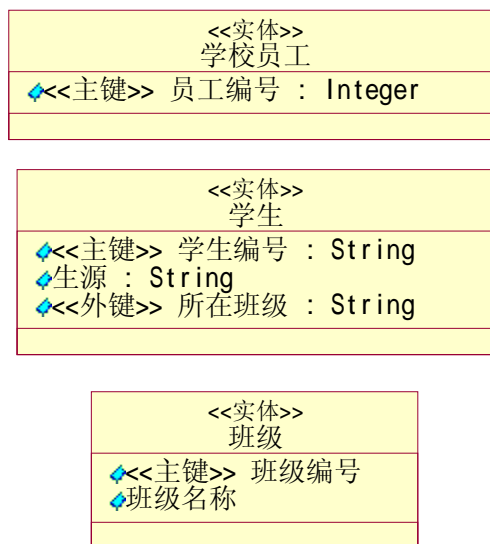 <<实体>>
学校员工
<<主键>> 员工编号 : Integer
<<实体>>
学生
<<主键>> 学生编号 : String
生源 : String
<<外键>> 所在班级 : String
<<实体>>
班级
<<主键>> 班级编号
班级名称